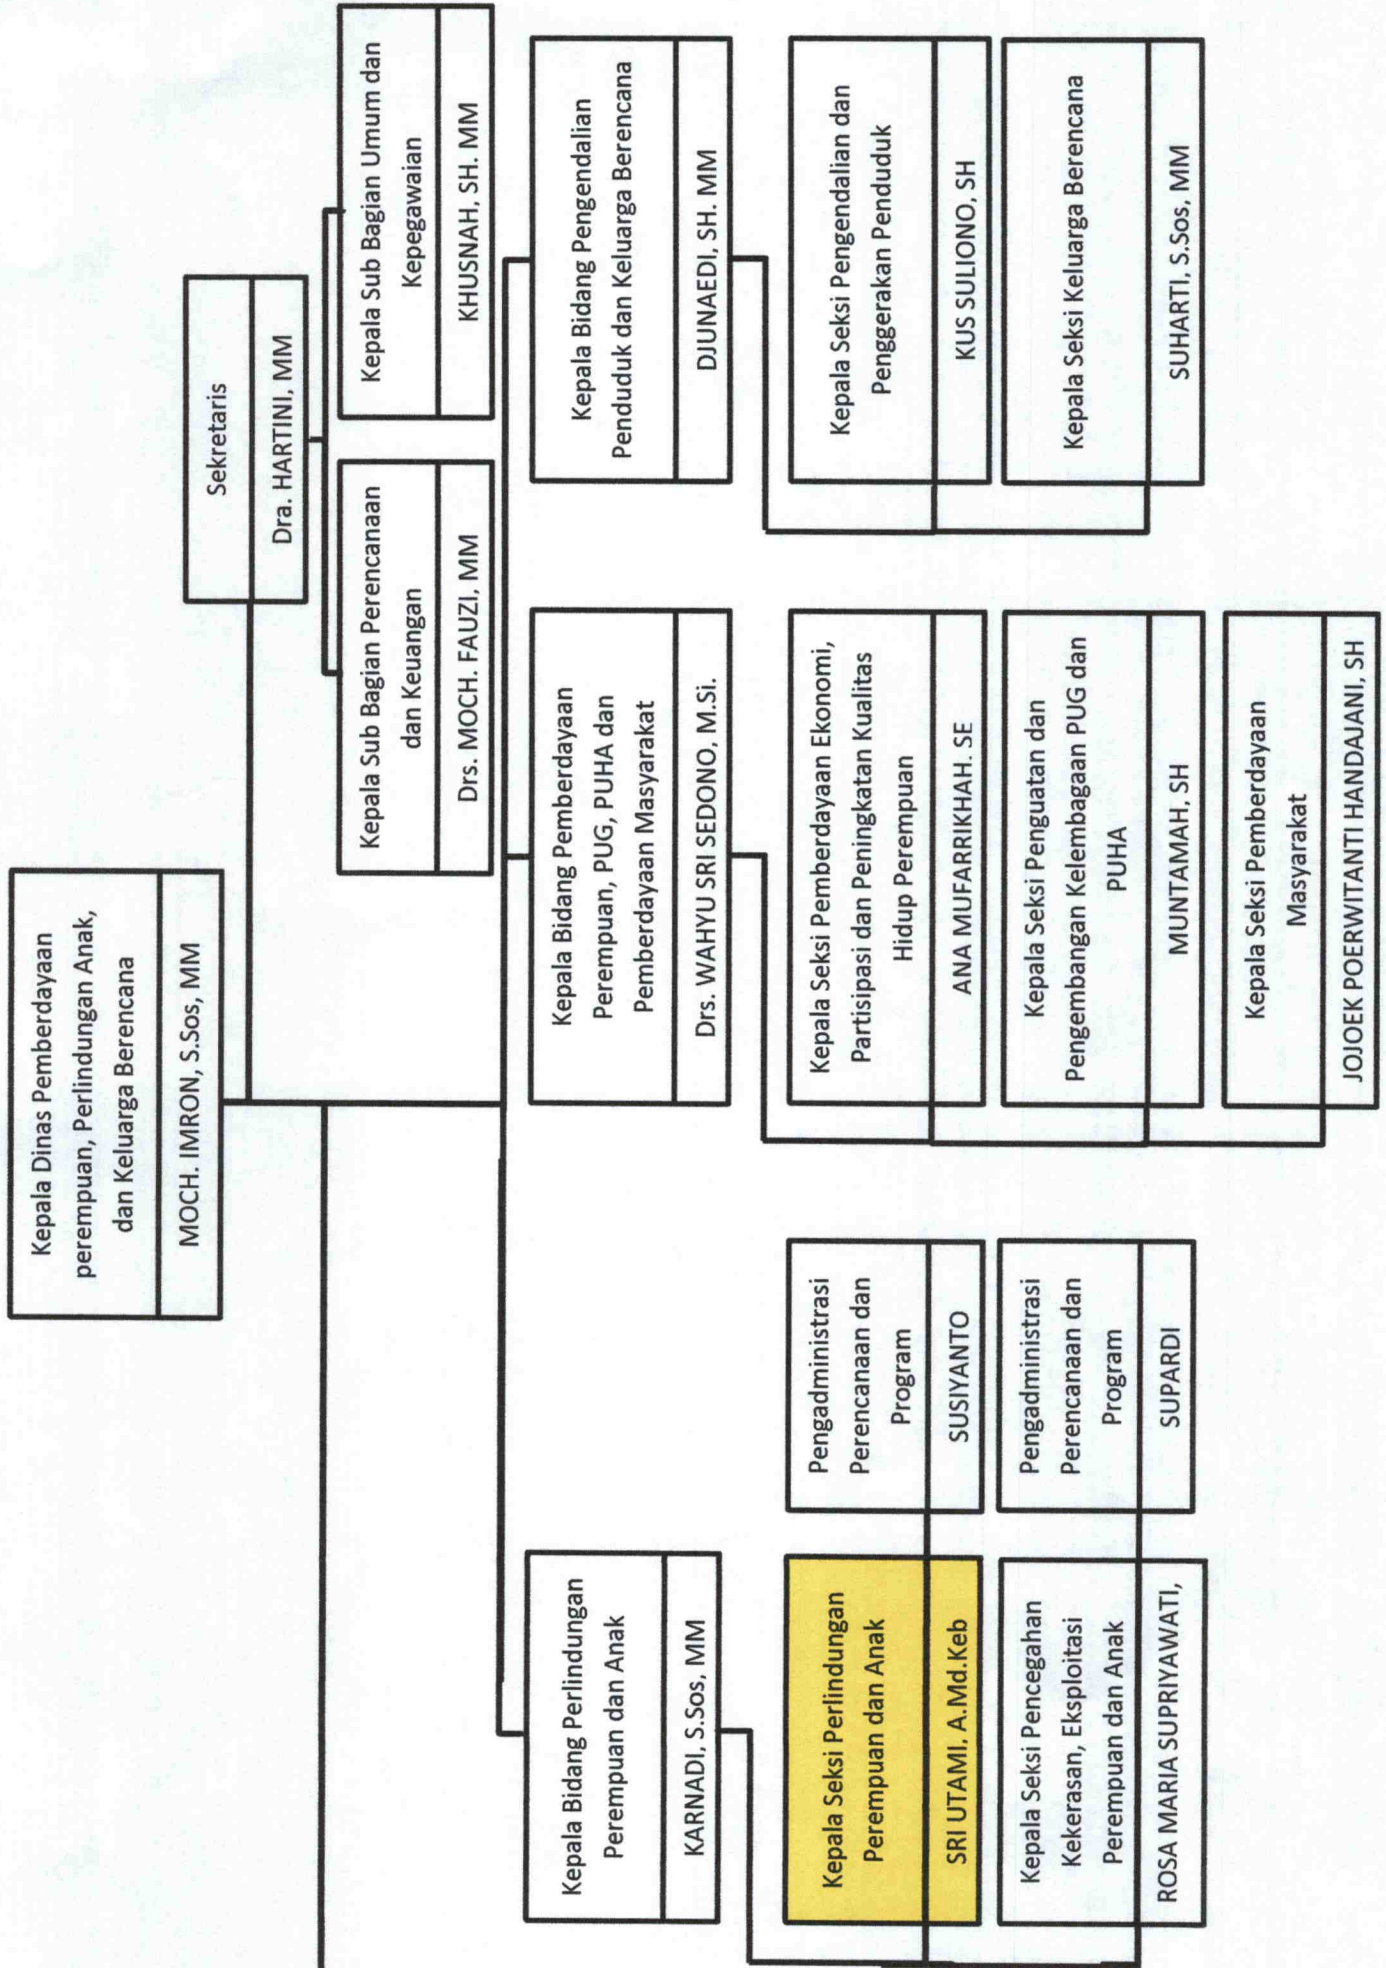 Kepala Dinas Pemberdayaan
perempuan, Perlindungan Anak,
dan Keluarga Berencana
MOCH. IMRON, S.Sos, MM
Sekretaris
Dra. HARTINI, MM
Kepala Sub Bagian Perencanaan
dan Keuangan
Drs. MOCH. FAUZI, MM
Kepala Sub Bagian Umum dan
Kepegawaian
KHUSNAH, SH. MM
Kepala Bidang Perlindungan
Perempuan dan Anak
KARNADI, S.Sos, MM
Kepala Bidang Pemberdayaan
Perempuan, PUG, PUHA dan
Pemberdayaan Masyarakat
Drs. WAHYU SRI SEDONO, M.Si.
Kepala Bidang Pengendalian
Penduduk dan Keluarga Berencana
DJUNAEDI, SH. MM
Kepala Seksi Perlindungan
Perempuan dan Anak
SRI UTAMI, A.Md.Keb
Pengadministrasi
Perencanaan dan
Program
SUSIYANTO
Kepala Seksi Pemberdayaan Ekonomi,
Partisipasi dan Peningkatan Kualitas
Hidup Perempuan
ANA MUFARRIKHAH. SE
Kepala Seksi Pengendalian dan
Penggerakan Penduduk
KUS SULIONO, SH
Kepala Seksi Pencegahan
Kekerasan, Eksploitasi
Perempuan dan Anak
ROSA MARIA SUPRIYAWATI,
Pengadministrasi
Perencanaan dan
Program
SUPARDI
Kepala Seksi Penguatan dan
Pengembangan Kelembagaan PUG dan
PUHA
MUNTAMAH, SH
Kepala Seksi Keluarga Berencana
SUHARTI, S.Sos, MM
Kepala Seksi Pemberdayaan
Masyarakat
JOJOEK POERWITANTI HANDAJANI, SH